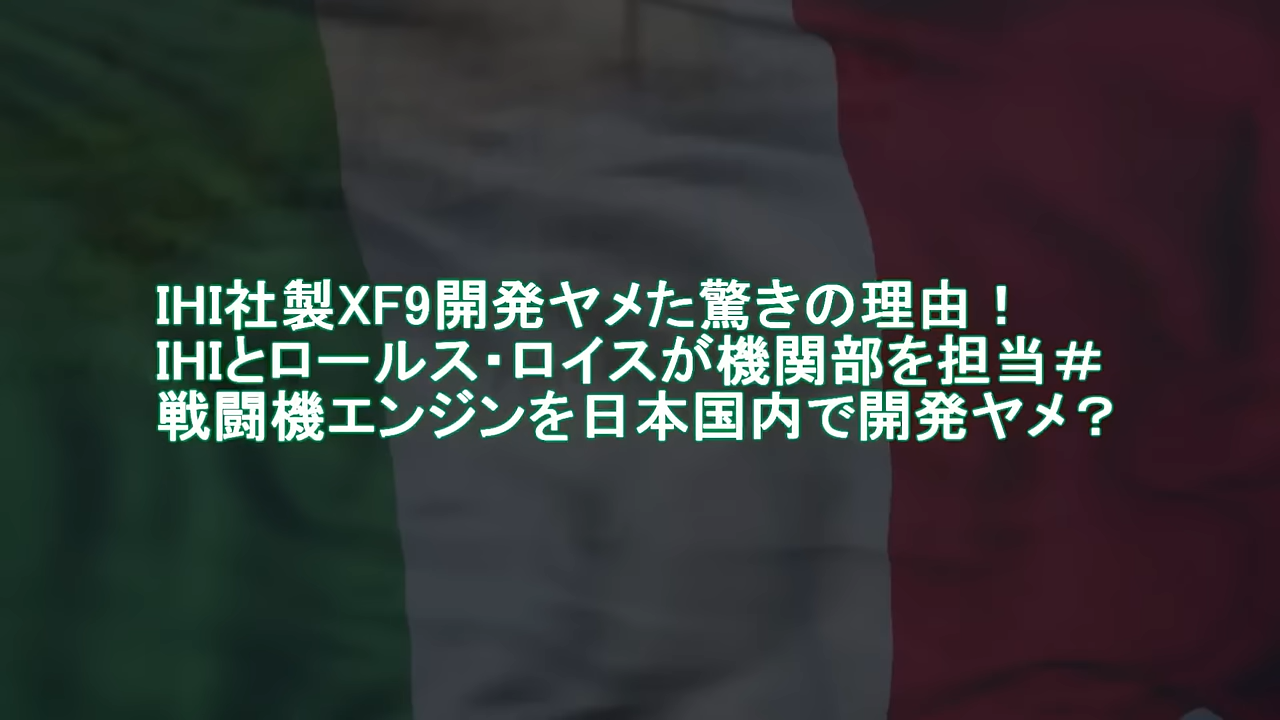 IHI社製XF9開発ヤメた驚きの理由！
IHIとロールス・ロイスが機関部を担当＃
戦闘機エンジンを日本国内で開発ヤメ？